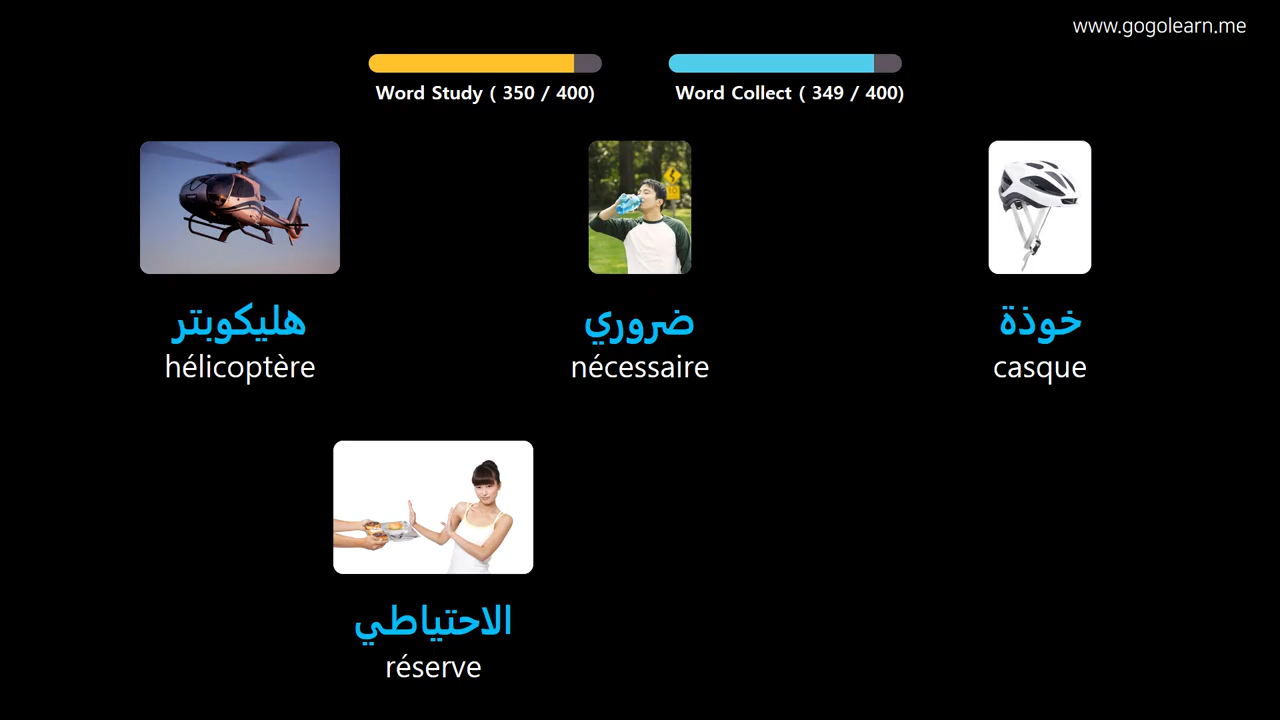 www.gogolearn.me
Word Study ( 350 / 400)
Word Collect ( 349 / 400)
هليكوبتر
hélicoptère
ضروري
nécessaire
خوذة
casque
الاحتياطي
réserve